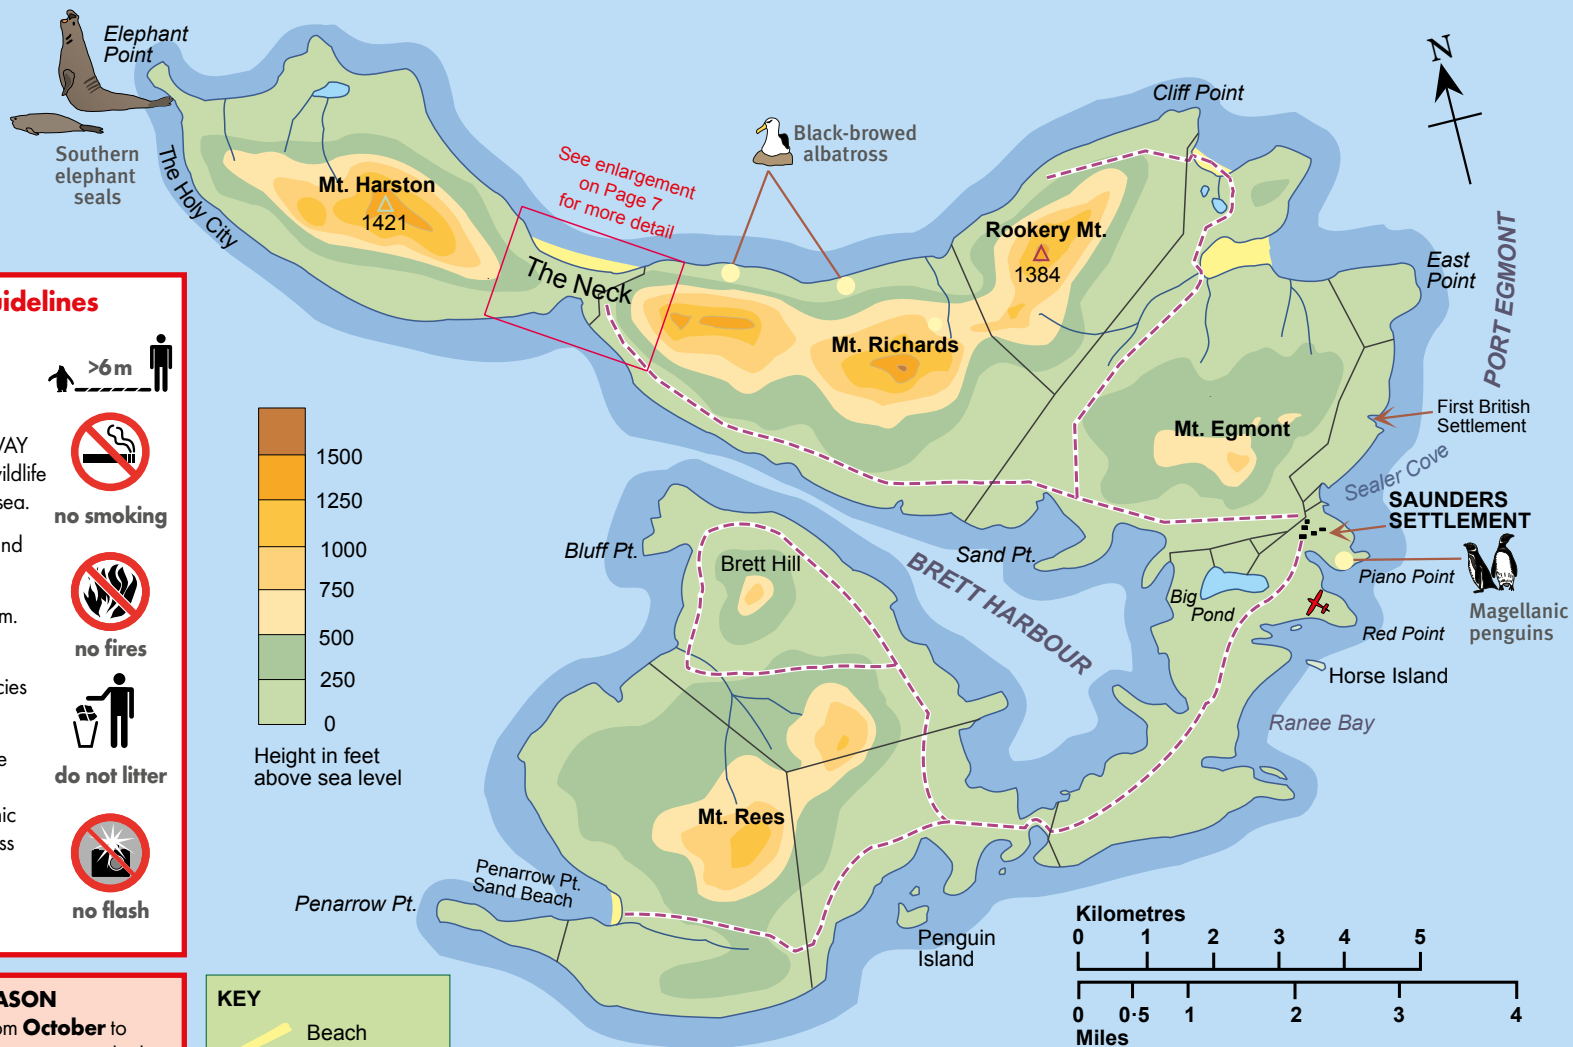 Elephant
Point
Southern
elephant
seals
The Holy City
Mt. Harston
1421
See enlargement
on Page 7
for more detail
The Neck
Black-browed
albatross
Cliff Point
N
Rookery Mt.
1384
Mt. Richards
East
Point
PORT EGMONT
First British
Settlement
Mt. Egmont
Sealer Cove
SAUNDERS
SETTLEMENT
Piano Point
Magellanic
penguins
Big
Pond
Red Point
Horse Island
Ranee Bay
Sand Pt.
BRETT HARBOUR
Bluff Pt.
Brett Hill
Mt. Rees
Penarrow Pt.
Sand Beach
Penarrow Pt.
Penguin
Island
1500
1250
1000
750
500
250
0
Height in feet
above sea level
Kilometres
0 1 2 3 4 5
0 0·5 1 2 3 4
Miles
>6m
sea.
no smoking
no fires
do not litter
no flash
om October to
KEY
Beach